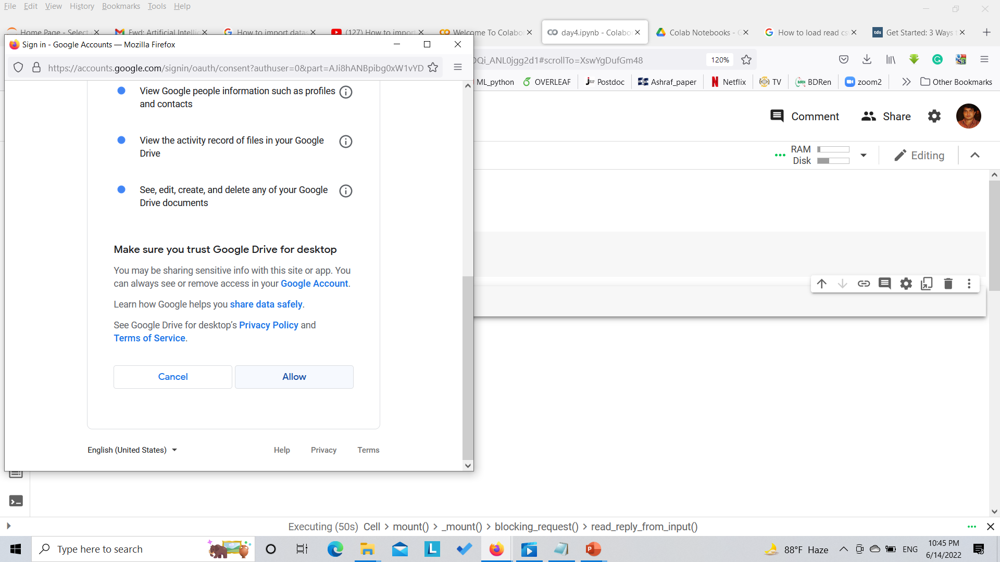 File Edit View History Bookmarks Tools Help
Home Page - Select
Fwd: Artificial Intellig
How to import datas
(127) How to import
Welcome To Colabor
day4.ipynb - Colabor
Colab Notebooks - G
How to load read cs
tds Get Started: 3 Ways t
Sign in - Google Accounts — Mozilla Firefox
https://accounts.google.com/signin/oauth/consent?authuser=0&part=AJi8hANBpibg0xW1vYD
DQi_ANL0jgg2d1#scrollTo=XswYgDufGm48
120%
ML_python OVERLEAF Postdoc Ashraf_paper Netflix TV BDRen zoom2 Other Bookmarks
Comment Share
RAM
Disk
Editing
View Google people information such as profiles
and contacts
View the activity record of files in your Google
Drive
See, edit, create, and delete any of your Google
Drive documents
Make sure you trust Google Drive for desktop
You may be sharing sensitive info with this site or app. You
can always see or remove access in your Google Account.
Learn how Google helps you share data safely.
See Google Drive for desktop’s Privacy Policy and
Terms of Service.
Cancel Allow
English (United States) Help Privacy Terms
Executing (50s) Cell > mount() > _mount() > blocking_request() > read_reply_from_input()
Type here to search
88°F Haze
ENG
10:45 PM
6/14/2022